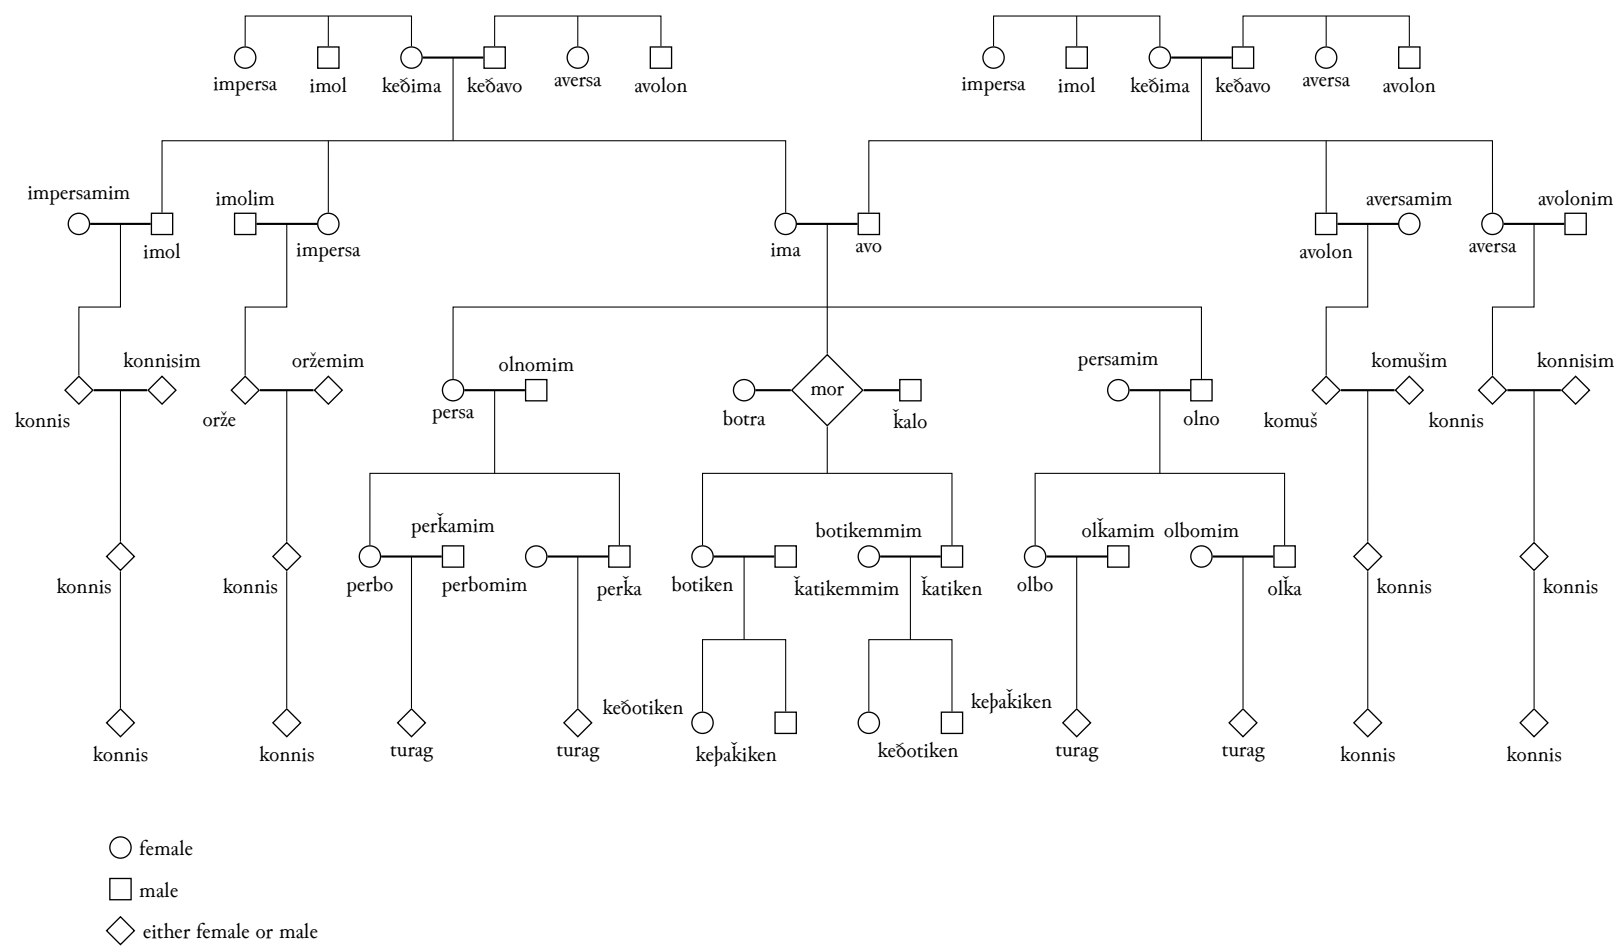 impersa imol keðima keðavo aversa avolon impersa imol keðima keðavo aversa avolon
impersamim imolim aversamim avolonim
imol impersa ima avo avolon aversa
konnisim oržemim olnomim persamim komušim konnisim
mor
konnis orže persa botra ǩalo olno komuš konnis
perǩamim botikemmim olǩamim olbomim
konnis konnis perbo perbomim perǩa botiken ǩatikemmim ǩatiken olbo olǩa konnis konnis
keðotiken keþaǩiken
konnis konnis turag turag keþaǩiken keðotiken turag turag konnis konnis
female
male
either female or male